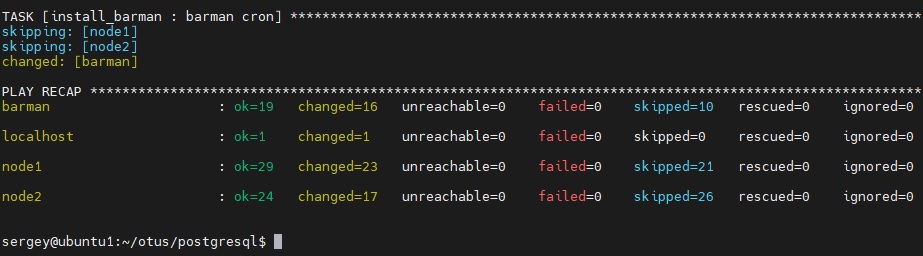 TASK [install_barman : barman cron] *******************************************************************************
skipping: [node1]
skipping: [node2]
changed: [barman]
PLAY RECAP ********************************************************************************************************
barman : ok=19 changed=16 unreachable=0 failed=0 skipped=10 rescued=0 ignored=0
localhost : ok=1 changed=1 unreachable=0 failed=0 skipped=0 rescued=0 ignored=0
node1 : ok=29 changed=23 unreachable=0 failed=0 skipped=21 rescued=0 ignored=0
node2 : ok=24 changed=17 unreachable=0 failed=0 skipped=26 rescued=0 ignored=0
sergey@ubuntu1:~/otus/postgresql$